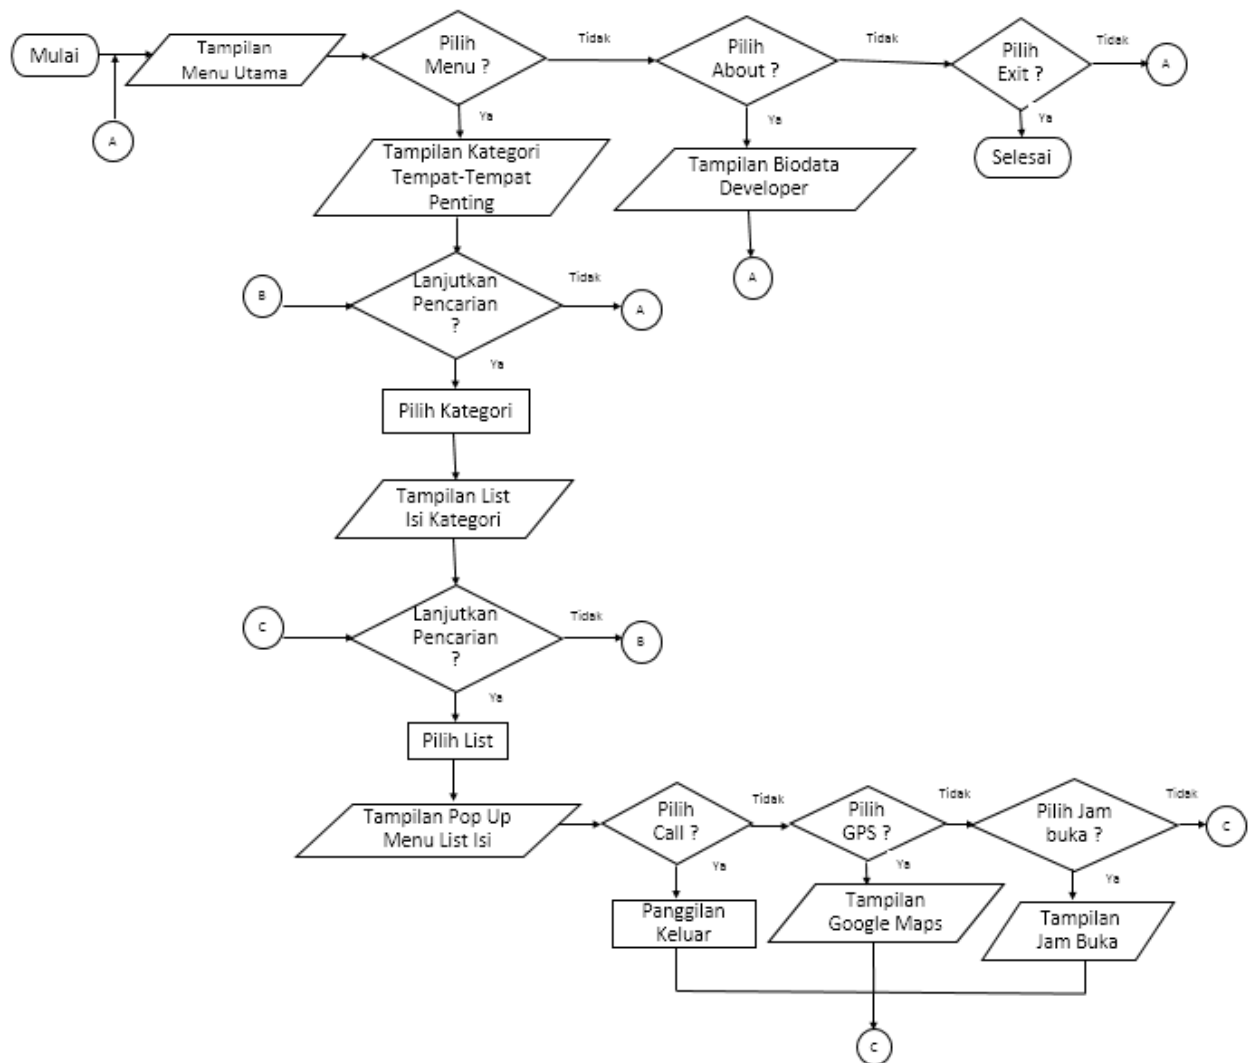 Mulai
Tampilan
Menu Utama
Pilih
Menu ?
Tidak
Pilih
About ?
Tidak
Pilih
Exit ?
Tidak
A
A
Ya
Ya
Ya
Tampilan Kategori
Tempat-Tempat
Penting
Tampilan Biodata
Developer
Selesai
B
Lanjutkan
Pencarian
?
Tidak
A
A
Ya
Pilih Kategori
Tampilan List
Isi Kategori
C
Lanjutkan
Pencarian
?
Tidak
B
Ya
Pilih List
Tampilan Pop Up
Menu List Isi
Pilih
Call ?
Tidak
Pilih
GPS ?
Tidak
Pilih Jam
buka ?
Tidak
C
Ya
Ya
Ya
Panggilan
Keluar
Tampilan
Google Maps
Tampilan
Jam Buka
C